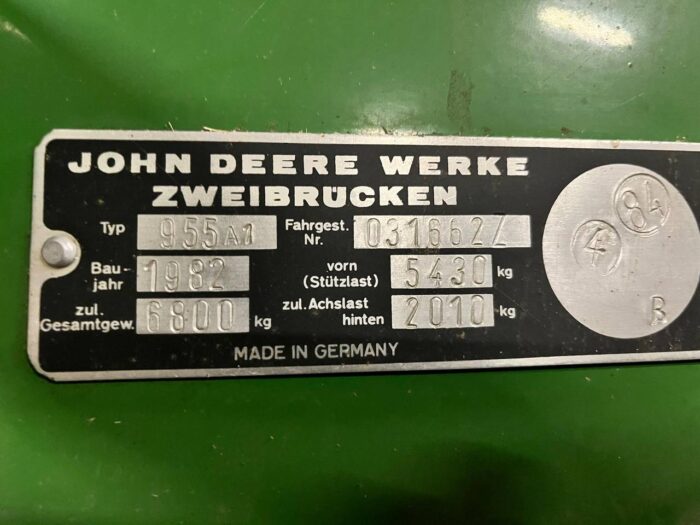 JOHN DEERE WERKE
ZWEIBRÜCKEN
Typ 955A1 Fahrgest. Nr. 031662Z
Bau-jahr 1982 vorn (Stützlast) 5430 kg
zul. Gesamtgew. 6800 kg zul. Achslast hinten 2010 kg
MADE IN GERMANY
84
4
B